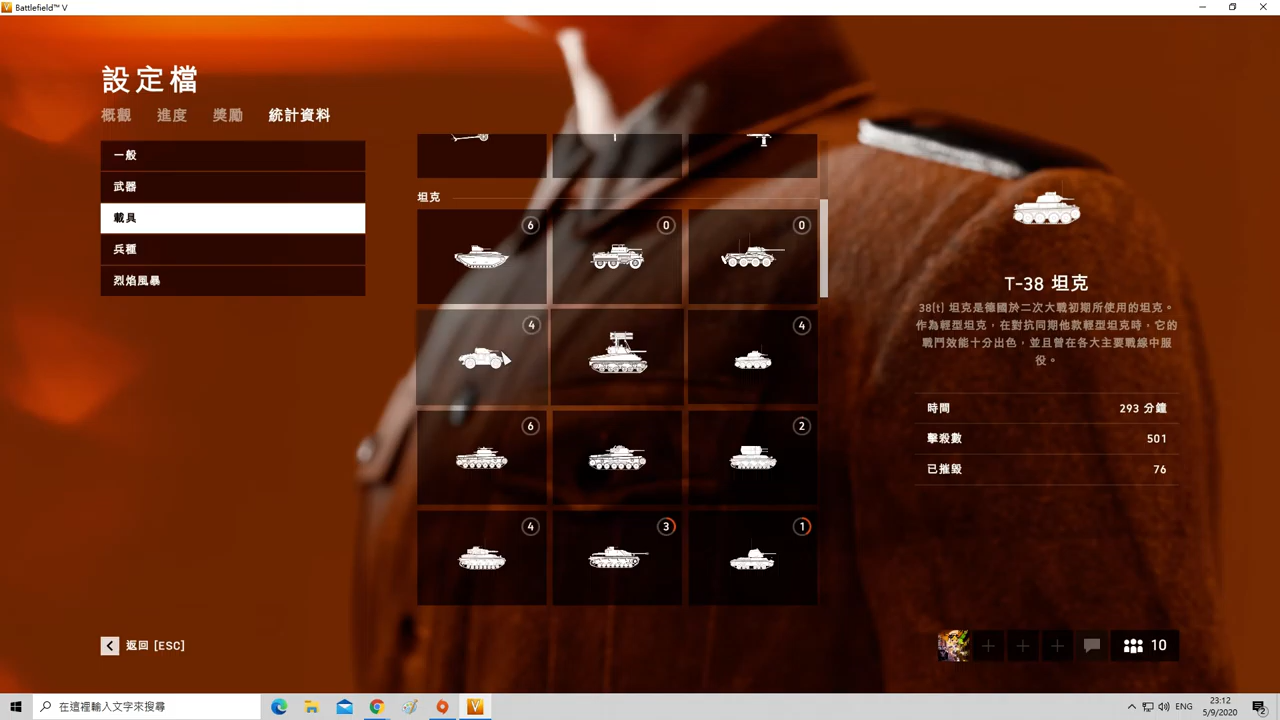 Battlefield™ V
設定檔
概觀 進度 獎勵 統計資料
一般
武器
載具
兵種
烈焰風暴
坦克
6 0 0
4 4
6 2
4 3 1
T-38 坦克
38(t) 坦克是德國於二次大戰初期所使用的坦克。
作為輕型坦克，在對抗同期他款輕型坦克時，它的
戰鬥效能十分出色，並且曾在各大主要戰線中服
役。
時間 293 分鐘
擊殺數 501
已摧毀 76
返回 [ESC]
10
在這裡輸入文字來搜尋
ENG
23:12
5/9/2020
2